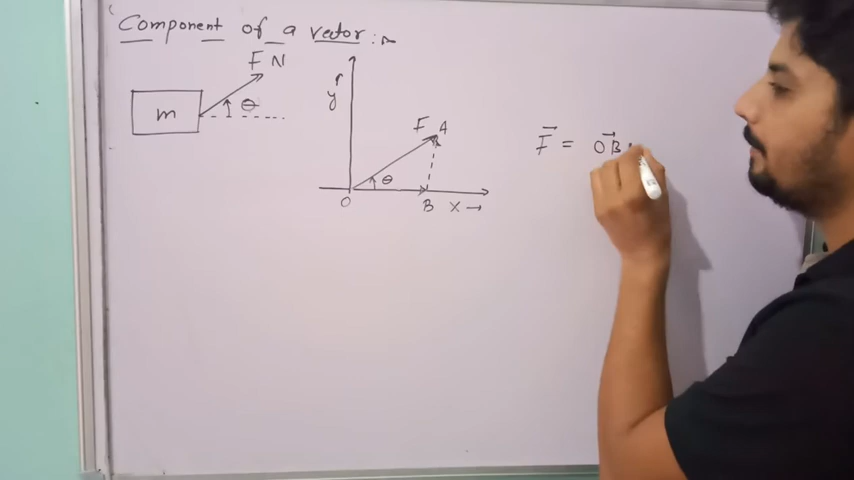 Component of a vector :-
F N
m
θ
y
F A
θ
O
B
X →
F⃗ = OB⃗